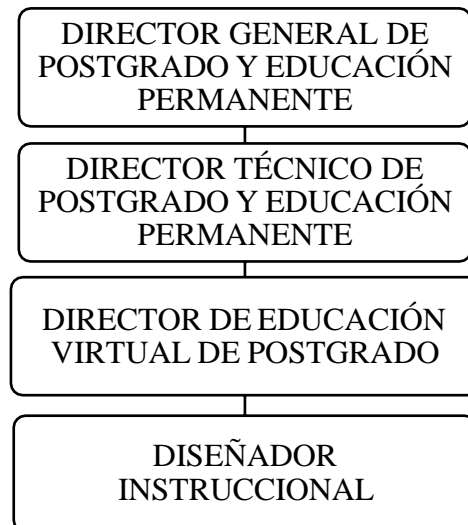 DIRECTOR GENERAL DE
POSTGRADO Y EDUCACIÓN
PERMANENTE
DIRECTOR TÉCNICO DE
POSTGRADO Y EDUCACIÓN
PERMANENTE
DIRECTOR DE EDUCACIÓN
VIRTUAL DE POSTGRADO
DISEÑADOR
INSTRUCCIONAL